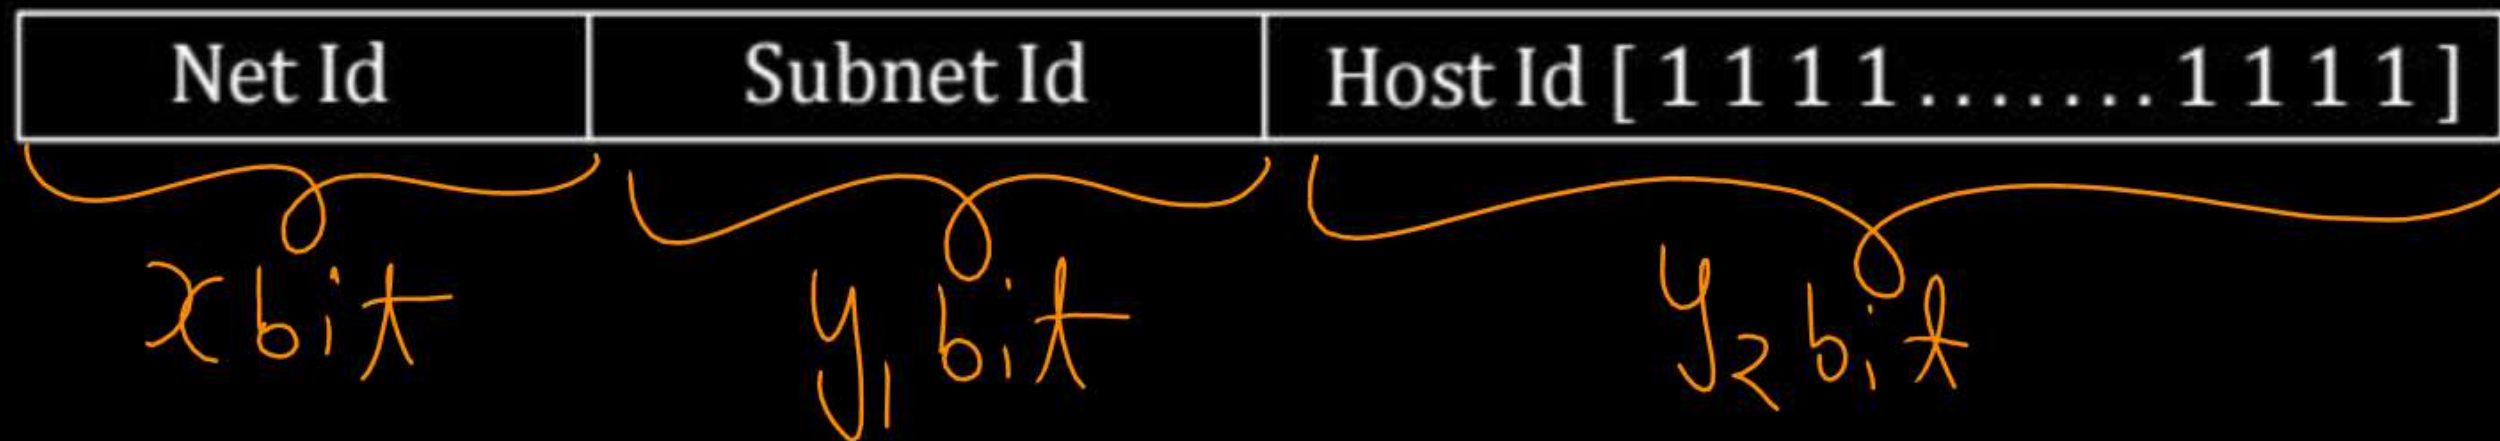 Net Id Subnet Id Host Id [ 1 1 1 1 . . . . . . . 1 1 1 1 ]
x bit y₁ bit y₂ bit